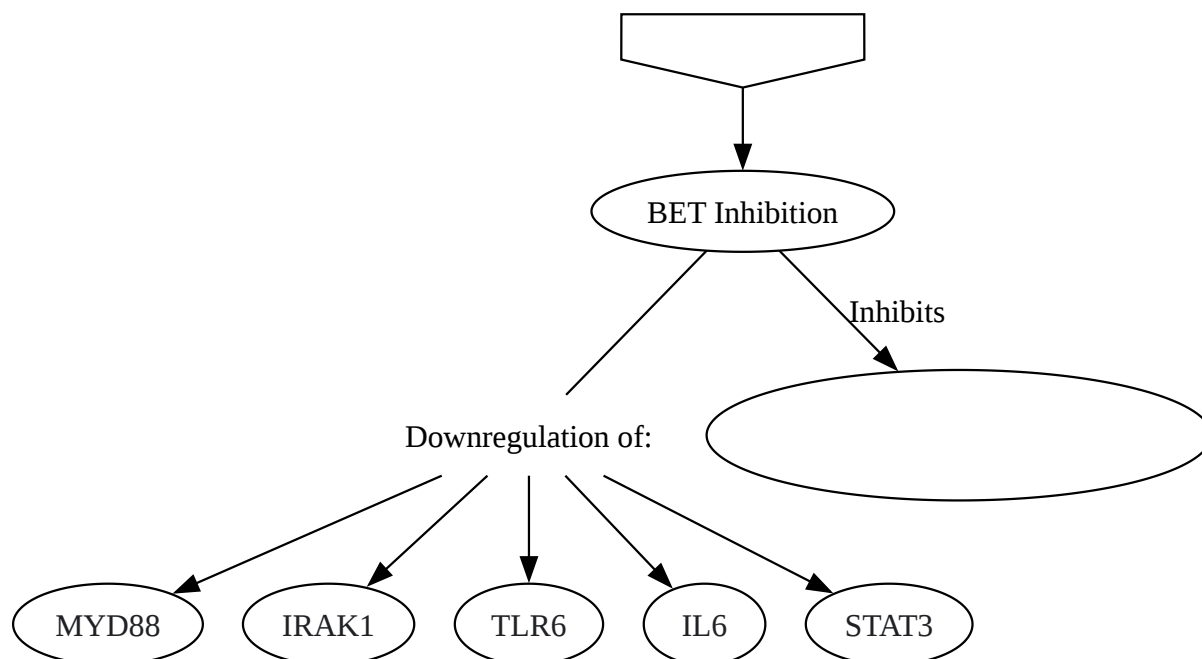 BET Inhibition
Inhibits
Downregulation of:
MYD88
IRAK1
TLR6
IL6
STAT3